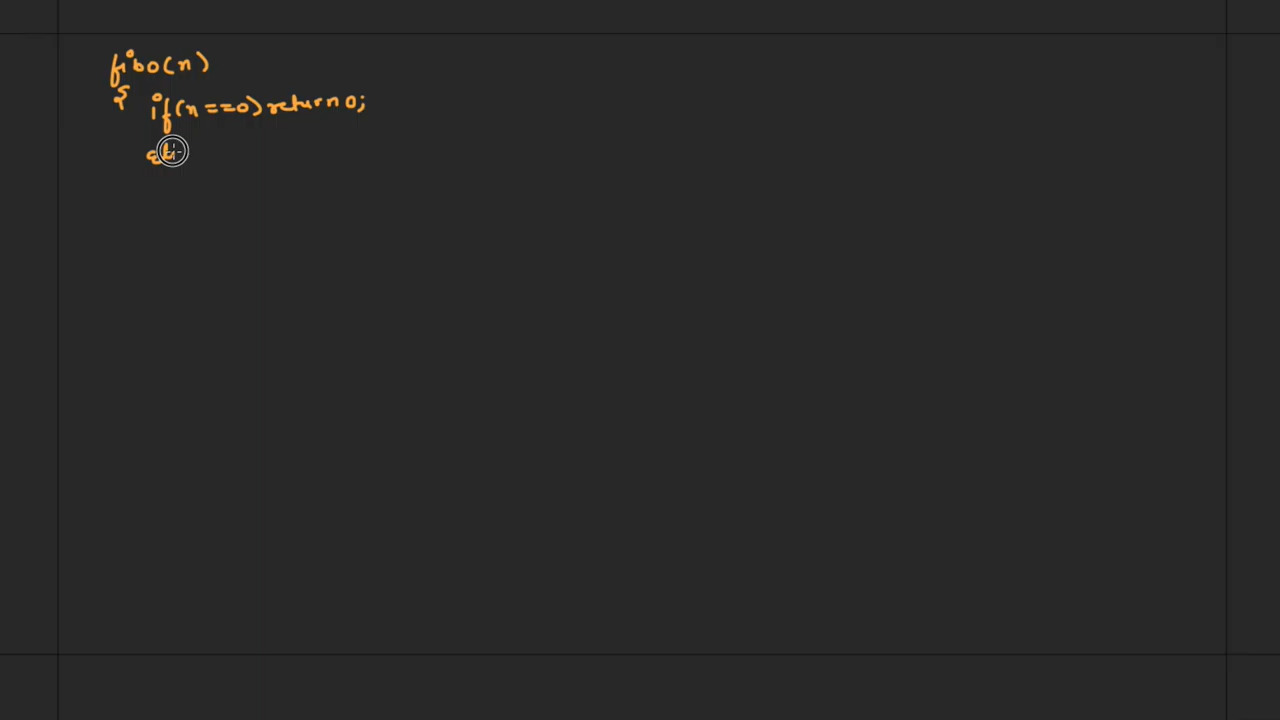 fibo(n)
{ if(n==0) return 0;